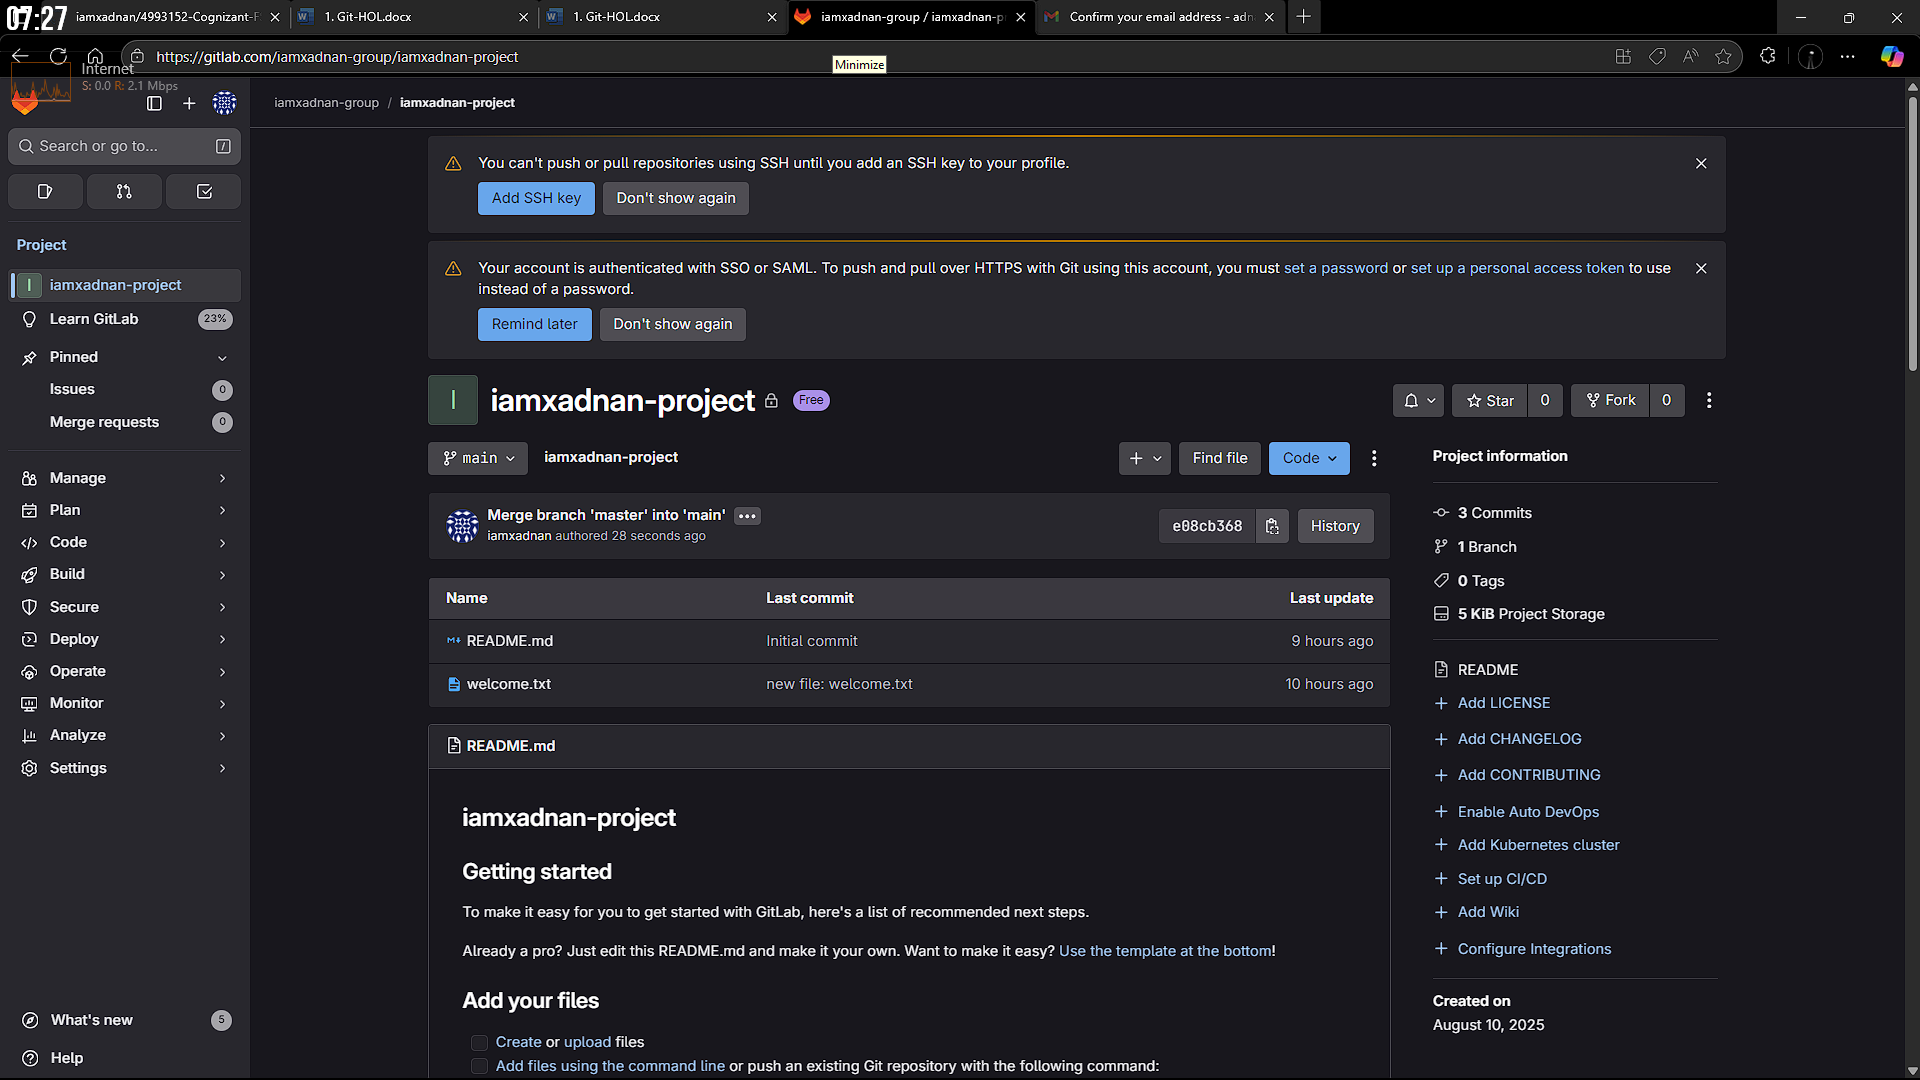 07:27
iamxadnan/4993152-Cognizant-F
1. Git-HOL.docx
1. Git-HOL.docx
iamxadnan-group / iamxadnan-p
Confirm your email address - adn
https://gitlab.com/iamxadnan-group/iamxadnan-project
Minimize
Internet
S: 0.0 R: 2.1 Mbps
iamxadnan-group / iamxadnan-project
Search or go to... /
You can't push or pull repositories using SSH until you add an SSH key to your profile.
Add SSH key
Don't show again
Project
I iamxadnan-project
Learn GitLab 23%
Pinned
Issues 0
Merge requests 0
Manage
Plan
Code
Build
Secure
Deploy
Operate
Monitor
Analyze
Settings
What's new 5
Help
Your account is authenticated with SSO or SAML. To push and pull over HTTPS with Git using this account, you must set a password or set up a personal access token to use
instead of a password.
Remind later
Don't show again
I iamxadnan-project Free
Star 0
Fork 0
main
iamxadnan-project
Find file
Code
Merge branch 'master' into 'main'
iamxadnan authored 28 seconds ago
e08cb368
History
Name Last commit Last update
README.md Initial commit 9 hours ago
welcome.txt new file: welcome.txt 10 hours ago
README.md
iamxadnan-project
Getting started
To make it easy for you to get started with GitLab, here's a list of recommended next steps.
Already a pro? Just edit this README.md and make it your own. Want to make it easy? Use the template at the bottom!
Add your files
Create or upload files
Add files using the command line or push an existing Git repository with the following command:
Project information
3 Commits
1 Branch
0 Tags
5 KiB Project Storage
README
Add LICENSE
Add CHANGELOG
Add CONTRIBUTING
Enable Auto DevOps
Add Kubernetes cluster
Set up CI/CD
Add Wiki
Configure Integrations
Created on
August 10, 2025